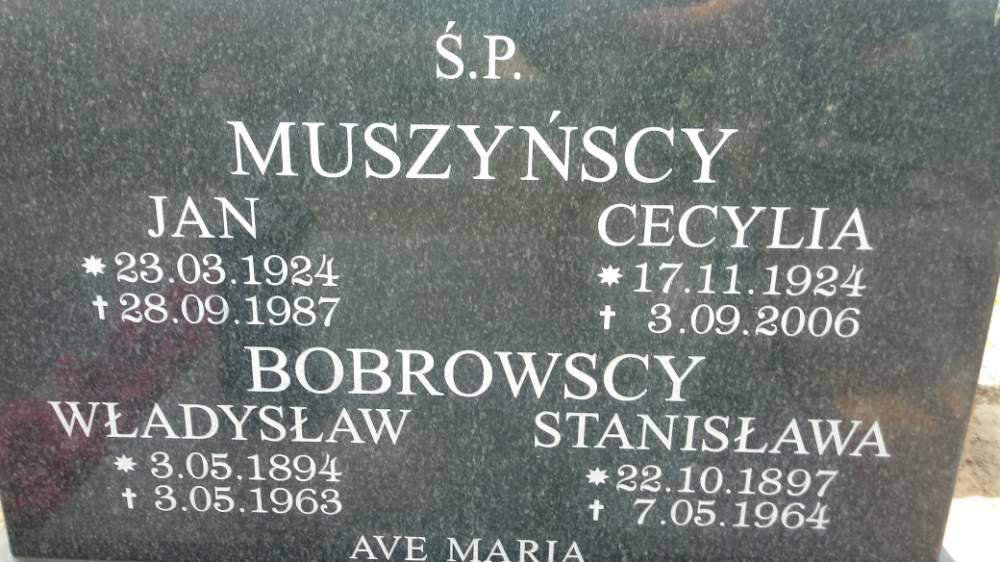 Ś.P.
MUSZYŃSCY
JAN CECYLIA
* 23.03.1924 * 17.11.1924
† 28.09.1987 † 3.09.2006
BOBROWSCY
WŁADYSŁAW STANISŁAWA
* 3.05.1894 * 22.10.1897
† 3.05.1963 † 7.05.1964
AVE MARIA